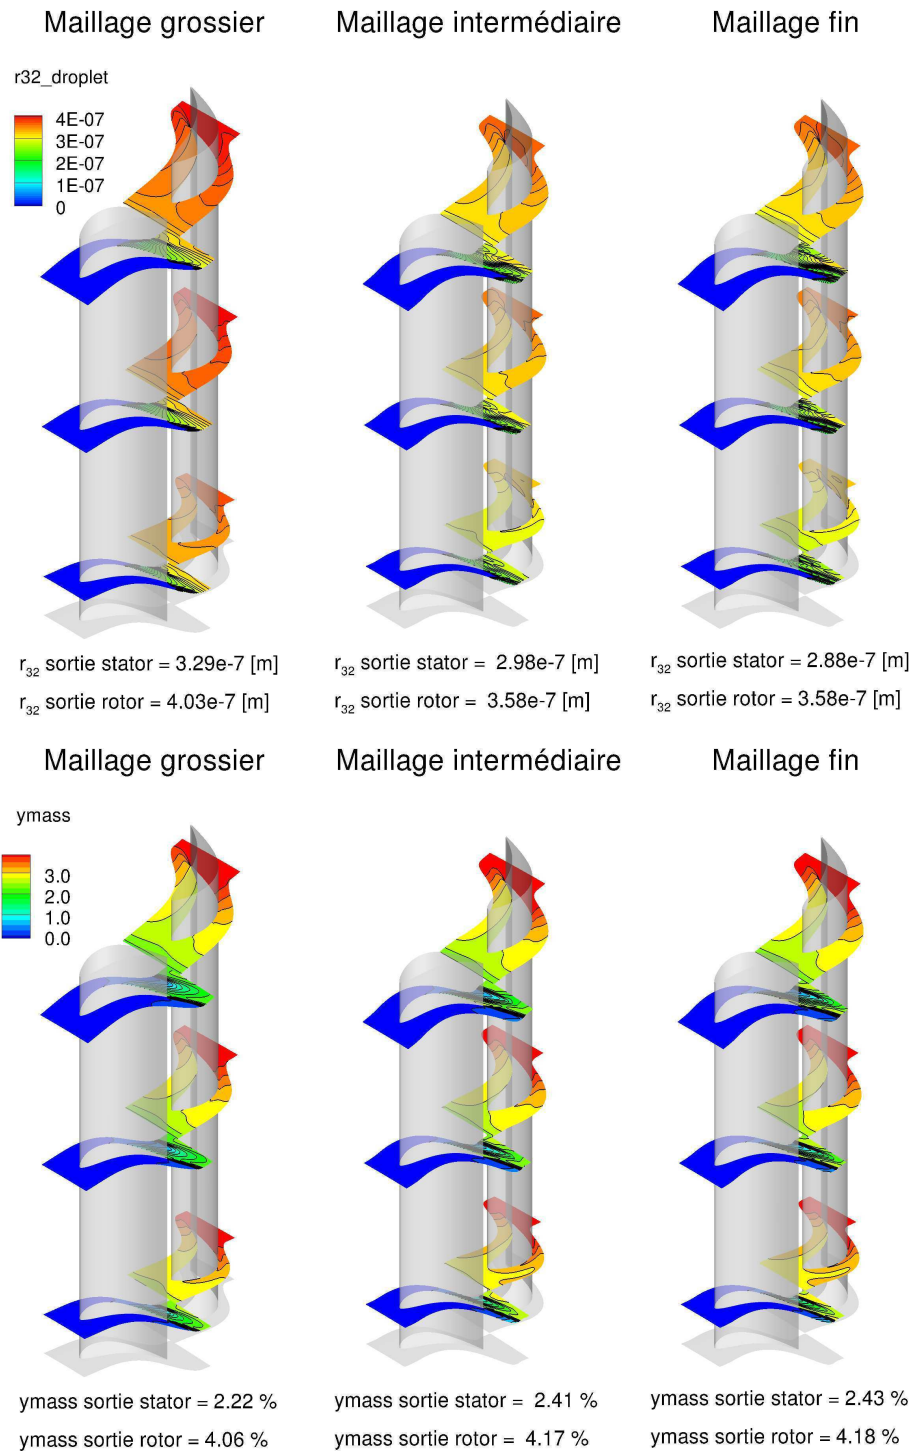 Maillage grossier Maillage intermédiaire Maillage fin
r32_droplet
4E-07
3E-07
2E-07
1E-07
0
r32 sortie stator = 3.29e-7 [m] r32 sortie stator = 2.98e-7 [m] r32 sortie stator = 2.88e-7 [m]
r32 sortie rotor = 4.03e-7 [m] r32 sortie rotor = 3.58e-7 [m] r32 sortie rotor = 3.58e-7 [m]
Maillage grossier Maillage intermédiaire Maillage fin
ymass
3.0
2.0
1.0
0.0
ymass sortie stator = 2.22 % ymass sortie stator = 2.41 % ymass sortie stator = 2.43 %
ymass sortie rotor = 4.06 % ymass sortie rotor = 4.17 % ymass sortie rotor = 4.18 %